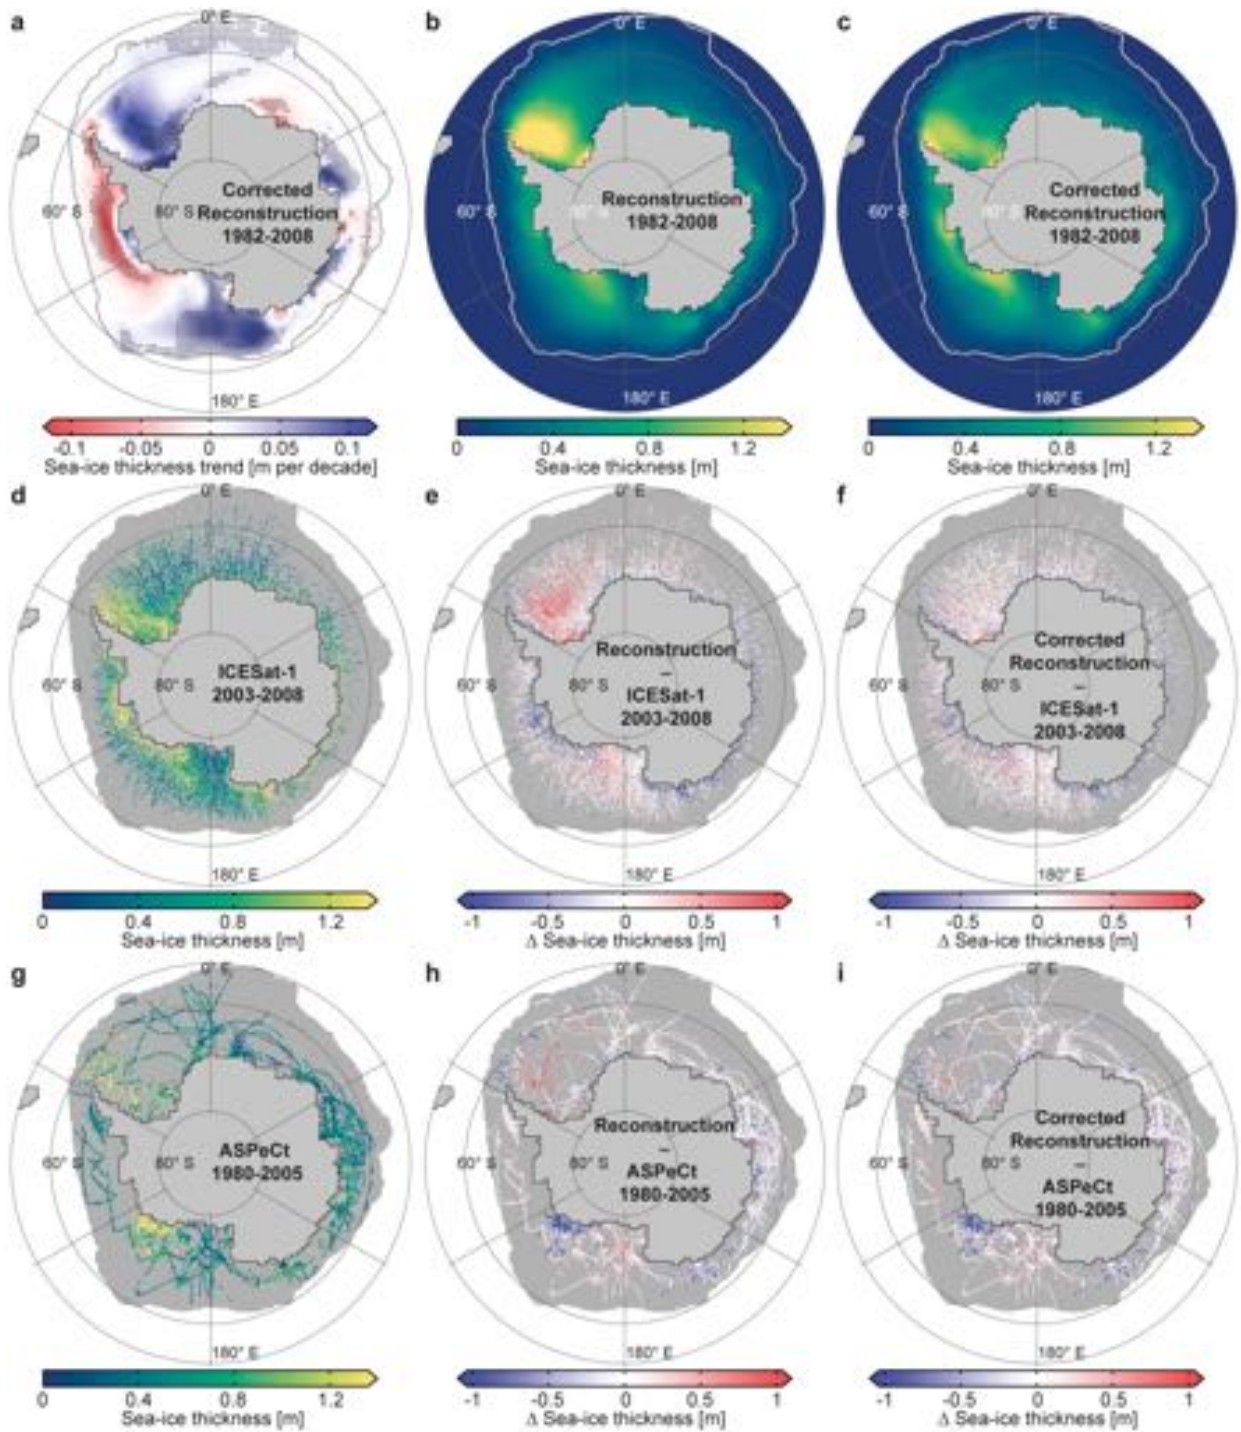 a
0° E
60° S
80° S
Corrected
Reconstruction
1982-2008
180° E
-0.1 -0.05 0 0.05 0.1
Sea-ice thickness trend [m per decade]
b
0° E
60° S
80° S
Reconstruction
1982-2008
180° E
0 0.4 0.8 1.2
Sea-ice thickness [m]
c
0° E
60° S
80° S
Corrected
Reconstruction
1982-2008
180° E
0 0.4 0.8 1.2
Sea-ice thickness [m]
d
0° E
60° S
80° S
ICESat-1
2003-2008
180° E
0 0.4 0.8 1.2
Sea-ice thickness [m]
e
0° E
60° S
80° S
Reconstruction
–
ICESat-1
2003-2008
180° E
-1 -0.5 0 0.5 1
Δ Sea-ice thickness [m]
f
0° E
60° S
80° S
Corrected
Reconstruction
–
ICESat-1
2003-2008
180° E
-1 -0.5 0 0.5 1
Δ Sea-ice thickness [m]
g
0° E
60° S
80° S
ASPeCt
1980-2005
180° E
0 0.4 0.8 1.2
Sea-ice thickness [m]
h
0° E
60° S
80° S
Reconstruction
–
ASPeCt
1980-2005
180° E
-1 -0.5 0 0.5 1
Δ Sea-ice thickness [m]
i
0° E
60° S
80° S
Corrected
Reconstruction
–
ASPeCt
1980-2005
180° E
-1 -0.5 0 0.5 1
Δ Sea-ice thickness [m]